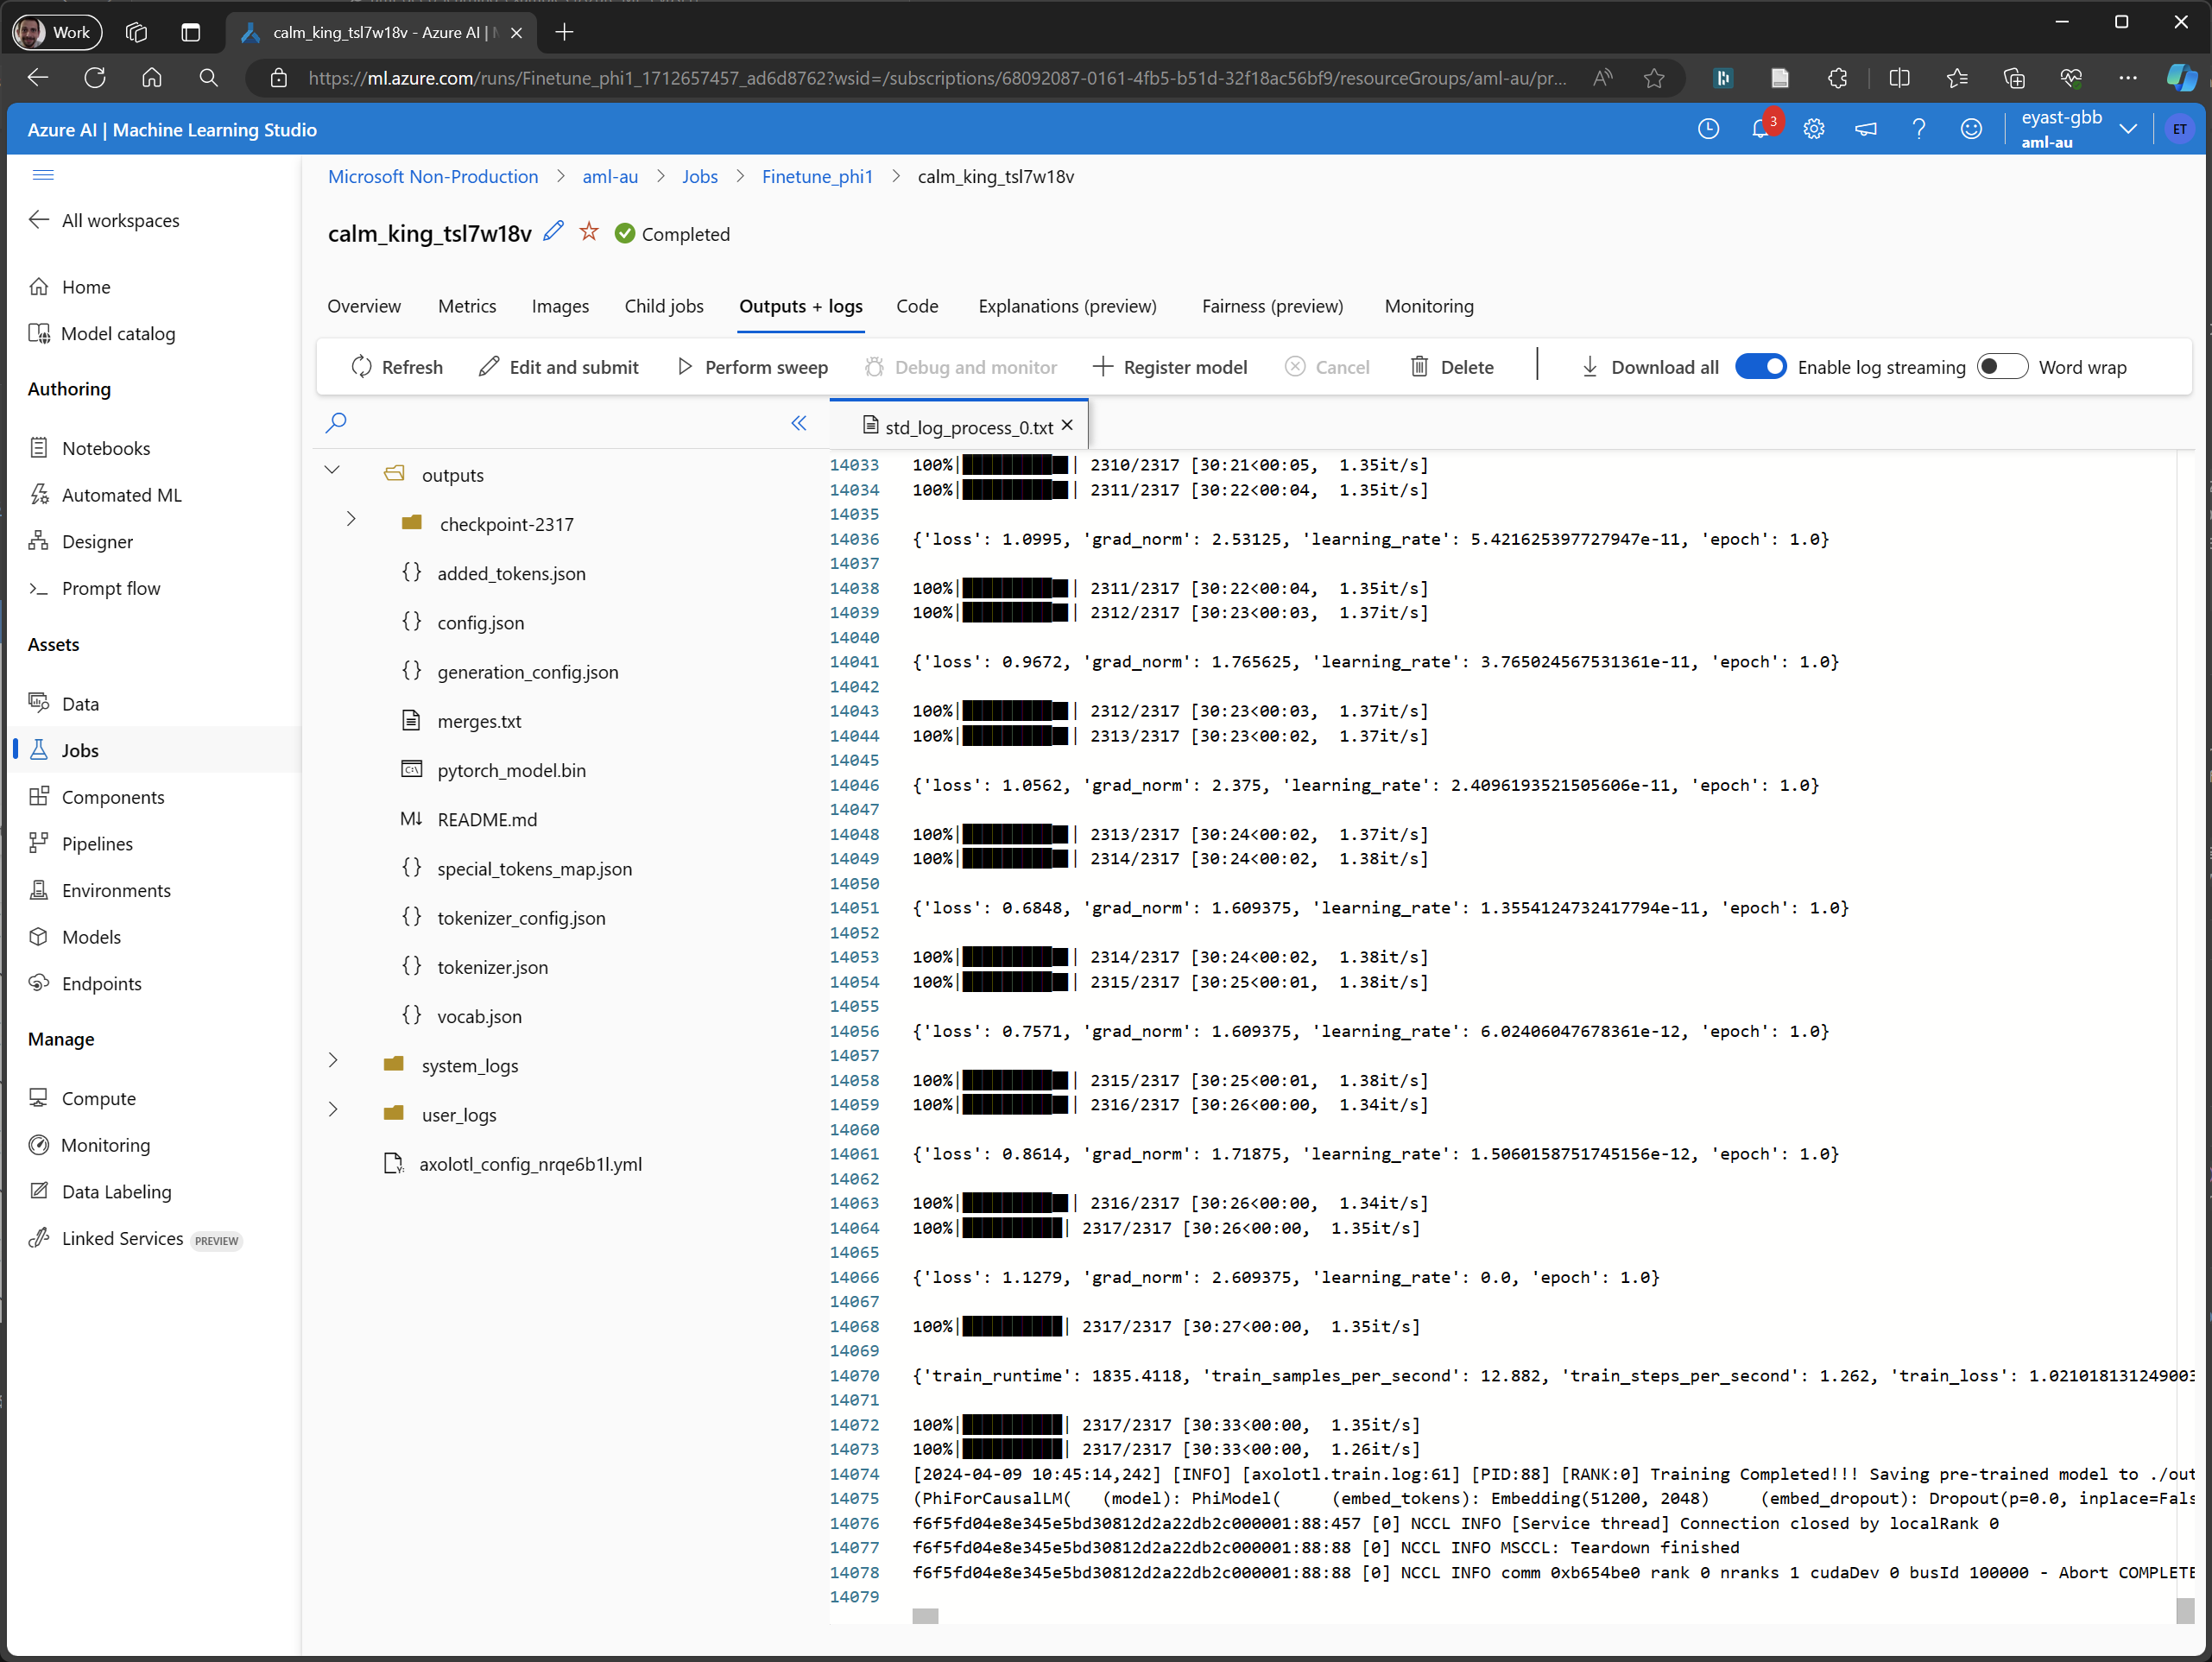 Work
calm_king_tsl7w18v - Azure AI |
https://ml.azure.com/runs/Finetune_phi1_1712657457_ad6d8762?wsid=/subscriptions/68092087-0161-4fb5-b51d-32f18ac56bf9/resourceGroups/aml-au/pr...
Azure AI | Machine Learning Studio
3
eyast-gbb
aml-au
ET
Microsoft Non-Production > aml-au > Jobs > Finetune_phi1 > calm_king_tsl7w18v
All workspaces
Home
Model catalog
Authoring
Notebooks
Automated ML
Designer
Prompt flow
Assets
Data
Jobs
Components
Pipelines
Environments
Models
Endpoints
Manage
Compute
Monitoring
Data Labeling
Linked Services PREVIEW
calm_king_tsl7w18v Completed
Overview Metrics Images Child jobs Outputs + logs Code Explanations (preview) Fairness (preview) Monitoring
Refresh Edit and submit Perform sweep Debug and monitor Register model Cancel Delete Download all Enable log streaming Word wrap
outputs
checkpoint-2317
added_tokens.json
config.json
generation_config.json
merges.txt
pytorch_model.bin
README.md
special_tokens_map.json
tokenizer_config.json
tokenizer.json
vocab.json
system_logs
user_logs
axolotl_config_nrqe6b1l.yml
std_log_process_0.txt
14033 100%|██████████| 2310/2317 [30:21<00:05, 1.35it/s]
14034 100%|██████████| 2311/2317 [30:22<00:04, 1.35it/s]
14035
14036 {'loss': 1.0995, 'grad_norm': 2.53125, 'learning_rate': 5.421625397727947e-11, 'epoch': 1.0}
14037
14038 100%|██████████| 2311/2317 [30:22<00:04, 1.35it/s]
14039 100%|██████████| 2312/2317 [30:23<00:03, 1.37it/s]
14040
14041 {'loss': 0.9672, 'grad_norm': 1.765625, 'learning_rate': 3.765024567531361e-11, 'epoch': 1.0}
14042
14043 100%|██████████| 2312/2317 [30:23<00:03, 1.37it/s]
14044 100%|██████████| 2313/2317 [30:23<00:02, 1.37it/s]
14045
14046 {'loss': 1.0562, 'grad_norm': 2.375, 'learning_rate': 2.4096193521505606e-11, 'epoch': 1.0}
14047
14048 100%|██████████| 2313/2317 [30:24<00:02, 1.37it/s]
14049 100%|██████████| 2314/2317 [30:24<00:02, 1.38it/s]
14050
14051 {'loss': 0.6848, 'grad_norm': 1.609375, 'learning_rate': 1.3554124732417794e-11, 'epoch': 1.0}
14052
14053 100%|██████████| 2314/2317 [30:24<00:02, 1.38it/s]
14054 100%|██████████| 2315/2317 [30:25<00:01, 1.38it/s]
14055
14056 {'loss': 0.7571, 'grad_norm': 1.609375, 'learning_rate': 6.02406047678361e-12, 'epoch': 1.0}
14057
14058 100%|██████████| 2315/2317 [30:25<00:01, 1.38it/s]
14059 100%|██████████| 2316/2317 [30:26<00:00, 1.34it/s]
14060
14061 {'loss': 0.8614, 'grad_norm': 1.71875, 'learning_rate': 1.5060158751745156e-12, 'epoch': 1.0}
14062
14063 100%|██████████| 2316/2317 [30:26<00:00, 1.34it/s]
14064 100%|██████████| 2317/2317 [30:26<00:00, 1.35it/s]
14065
14066 {'loss': 1.1279, 'grad_norm': 2.609375, 'learning_rate': 0.0, 'epoch': 1.0}
14067
14068 100%|██████████| 2317/2317 [30:27<00:00, 1.35it/s]
14069
14070 {'train_runtime': 1835.4118, 'train_samples_per_second': 12.882, 'train_steps_per_second': 1.262, 'train_loss': 1.021018131249003
14071
14072 100%|██████████| 2317/2317 [30:33<00:00, 1.35it/s]
14073 100%|██████████| 2317/2317 [30:33<00:00, 1.26it/s]
14074 [2024-04-09 10:45:14,242] [INFO] [axolotl.train.log:61] [PID:88] [RANK:0] Training Completed!!! Saving pre-trained model to ./out
14075 (PhiForCausalLM( (model): PhiModel( (embed_tokens): Embedding(51200, 2048) (embed_dropout): Dropout(p=0.0, inplace=Fals
14076 f6f5fd04e8e345e5bd30812d2a22db2c000001:88:457 [0] NCCL INFO [Service thread] Connection closed by localRank 0
14077 f6f5fd04e8e345e5bd30812d2a22db2c000001:88:88 [0] NCCL INFO MSCCL: Teardown finished
14078 f6f5fd04e8e345e5bd30812d2a22db2c000001:88:88 [0] NCCL INFO comm 0xb654be0 rank 0 nranks 1 cudaDev 0 busId 100000 - Abort COMPLETE
14079